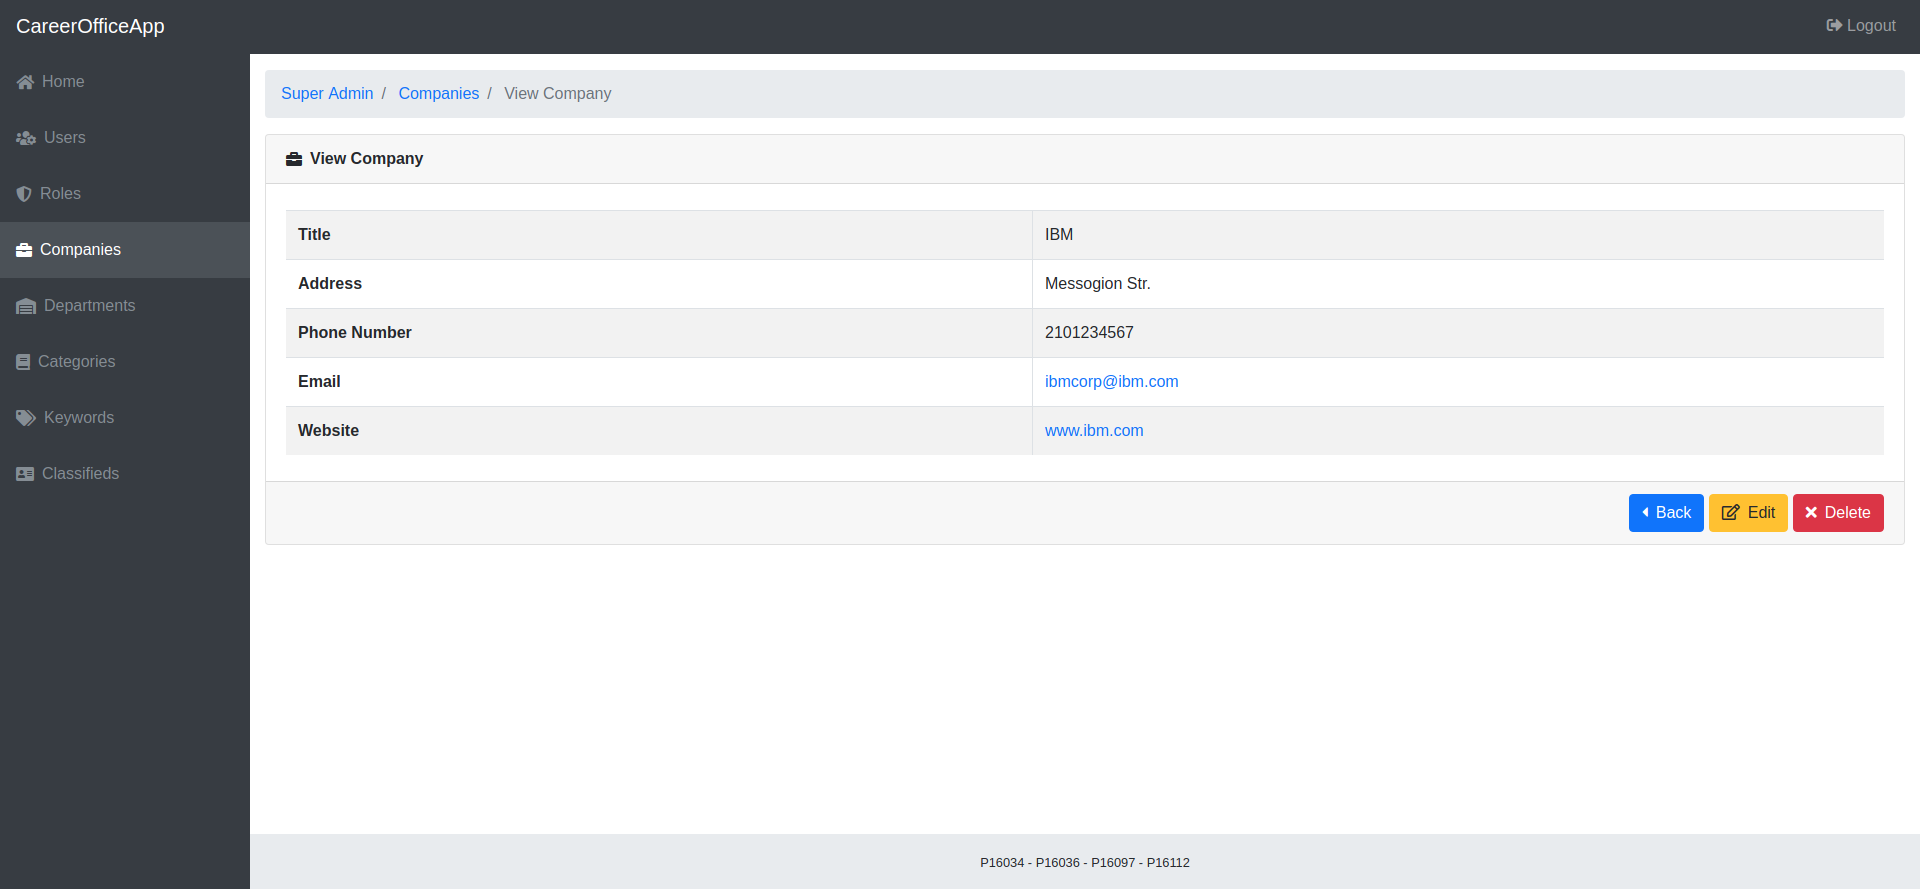 CareerOfficeApp
Logout
Home
Users
Roles
Companies
Departments
Categories
Keywords
Classifieds
Super Admin / Companies / View Company
View Company
Title IBM
Address Messogion Str.
Phone Number 2101234567
Email ibmcorp@ibm.com
Website www.ibm.com
Back Edit Delete
P16034 - P16036 - P16097 - P16112